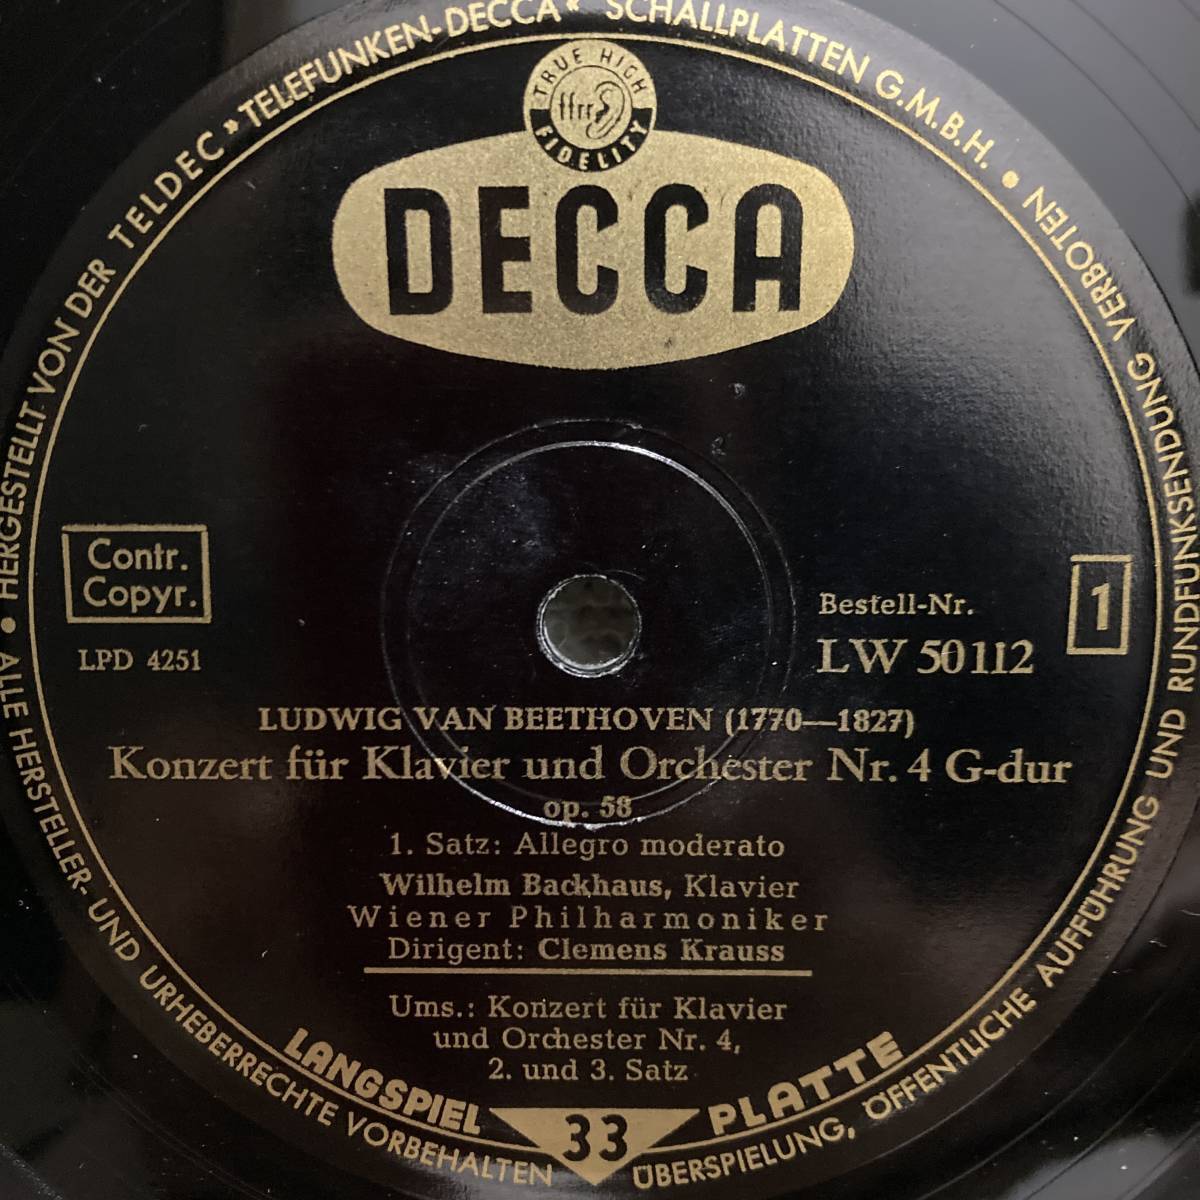 • HERGESTELLT VON DER TELDEC »TELEFUNKEN-DECCA« SCHALLPLATTEN G.M.B.H. •
TRUE HIGH
ffrr
FIDELITY
DECCA
Contr.
Copyr.
LPD 4251
Bestell-Nr.
LW 50112
1
LUDWIG VAN BEETHOVEN (1770—1827)
Konzert für Klavier und Orchester Nr. 4 G-dur
op. 58
1. Satz: Allegro moderato
Wilhelm Backhaus, Klavier
Wiener Philharmoniker
Dirigent: Clemens Krauss
Ums.: Konzert für Klavier
und Orchester Nr. 4,
2. und 3. Satz
LANGSPIEL 33 PLATTE
ALLE HERSTELLER- UND URHEBERRECHTE VORBEHALTEN
ÜBERSPIELUNG, ÖFFENTLICHE AUFFÜHRUNG UND RUNDFUNKSENDUNG VERBOTEN